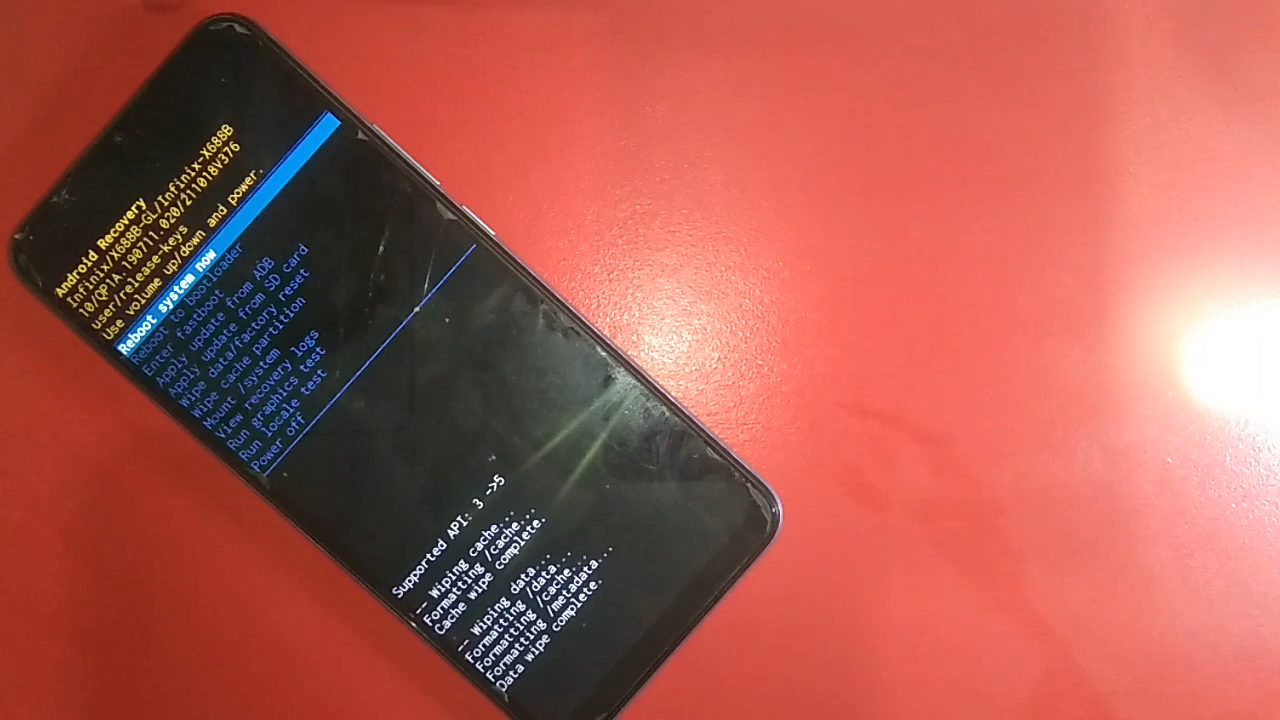 Android Recovery
Infinix/X688B-GL/Infinix-X688B
10/QP1A.190711.020/211018V376
user/release-keys
Use volume up/down and power.
Reboot system now
Reboot to bootloader
Enter fastboot
Apply update from ADB
Apply update from SD card
Wipe data/factory reset
Wipe cache partition
Mount /system
View recovery logs
Run graphics test
Run locale test
Power off
Supported API: 3 ->5
-- Wiping cache...
Formatting /cache...
Cache wipe complete.
-- Wiping data...
Formatting /data...
Formatting /cache...
Formatting /metadata...
Data wipe complete.